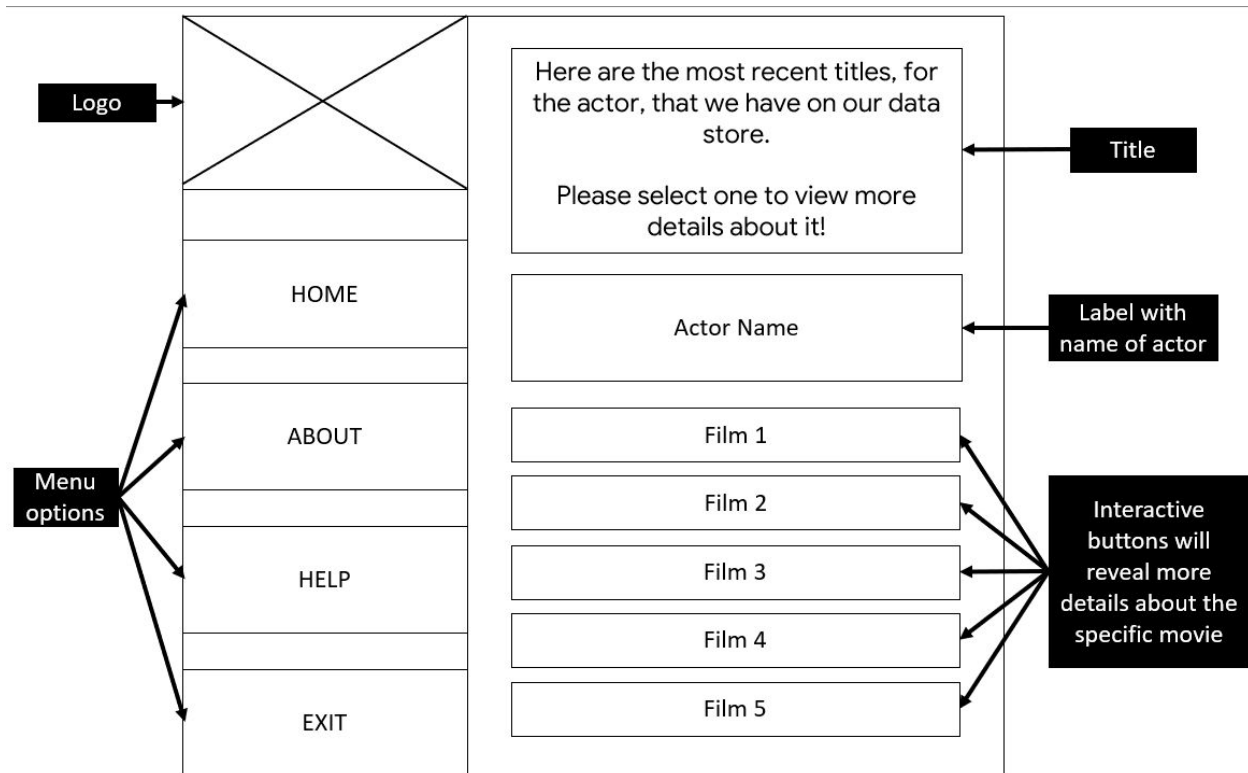 Logo
Here are the most recent titles, for
the actor, that we have on our data
store.
Please select one to view more
details about it!
Title
HOME
Actor Name
Label with
name of actor
ABOUT
Film 1
Menu
options
Film 2
Interactive
buttons will
reveal more
details about the
specific movie
HELP
Film 3
Film 4
EXIT
Film 5